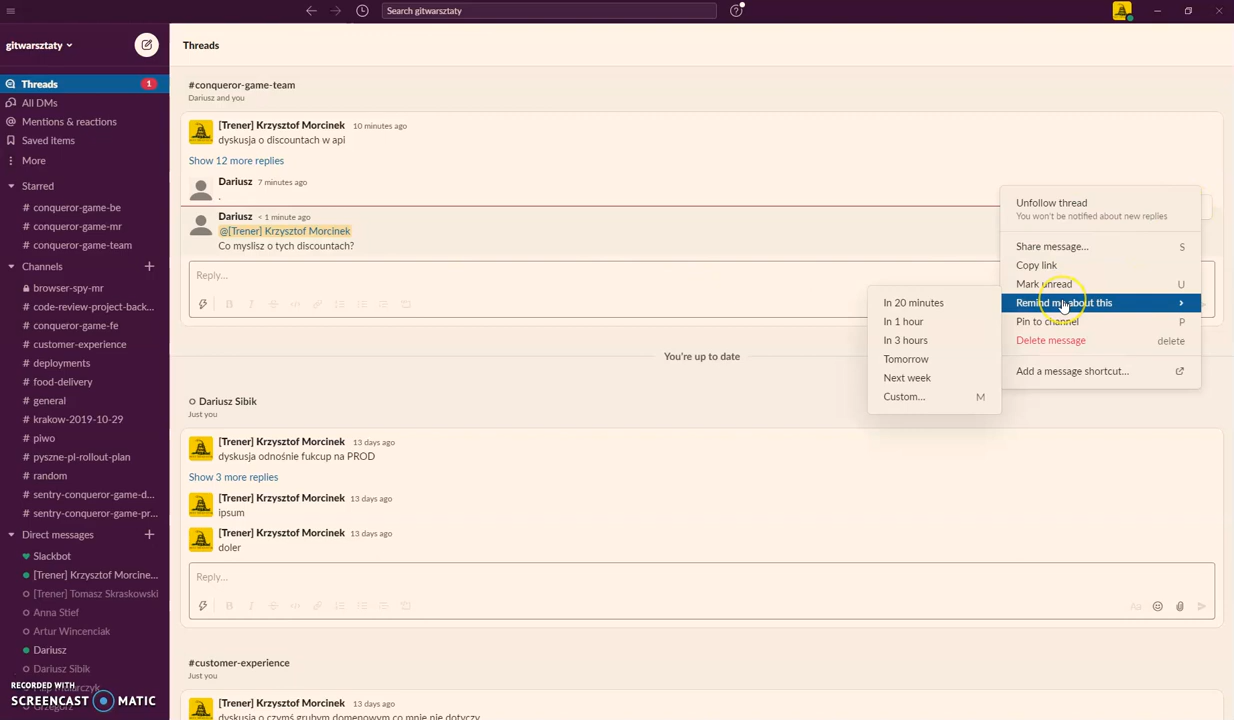 Search gitwarsztaty
gitwarsztaty
Threads
1
All DMs
Mentions & reactions
Saved items
More
Starred
# conqueror-game-be
# conqueror-game-mr
# conqueror-game-team
Channels
browser-spy-mr
# code-review-project-back...
# conqueror-game-fe
# customer-experience
# deployments
# food-delivery
# general
# krakow-2019-10-29
# piwo
# pyszne-pl-rollout-plan
# random
# sentry-conqueror-game-d...
# sentry-conqueror-game-pr...
Direct messages
Slackbot
[Trener] Krzysztof Morcine...
[Trener] Tomasz Skraskowski
Anna Stief
Artur Wincenciak
Dariusz
Dariusz Sibik
RECORDED WITH
SCREENCAST MATIC
Threads
#conqueror-game-team
Dariusz and you
[Trener] Krzysztof Morcinek 10 minutes ago
dyskusja o discountach w api
Show 12 more replies
Dariusz 7 minutes ago
.
Dariusz < 1 minute ago
@[Trener] Krzysztof Morcinek
Co myslisz o tych discountach?
Reply...
You're up to date
Dariusz Sibik
Just you
[Trener] Krzysztof Morcinek 13 days ago
dyskusja odnośnie fukcup na PROD
Show 3 more replies
[Trener] Krzysztof Morcinek 13 days ago
ipsum
[Trener] Krzysztof Morcinek 13 days ago
doler
Reply...
Aa
#customer-experience
Just you
[Trener] Krzysztof Morcinek 13 days ago
dyskusja o czymś grubym domenowym co mnie nie dotyczy
Unfollow thread
You won't be notified about new replies
Share message... S
Copy link
Mark unread U
Remind me about this
Pin to channel P
Delete message delete
Add a message shortcut...
In 20 minutes
In 1 hour
In 3 hours
Tomorrow
Next week
Custom... M